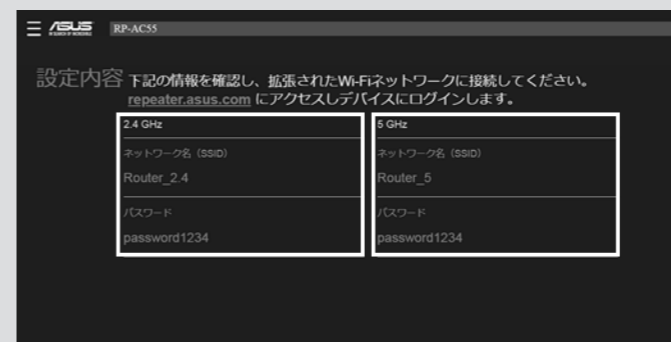 ASUS
RP-AC55
設定内容
下記の情報を確認し、拡張されたWi-Fiネットワークに接続してください。
repeater.asus.com にアクセスしデバイスにログインします。
2.4 GHz
ネットワーク名（SSID）
Router_2.4
パスワード
password1234
5 GHz
ネットワーク名（SSID）
Router_5
パスワード
password1234